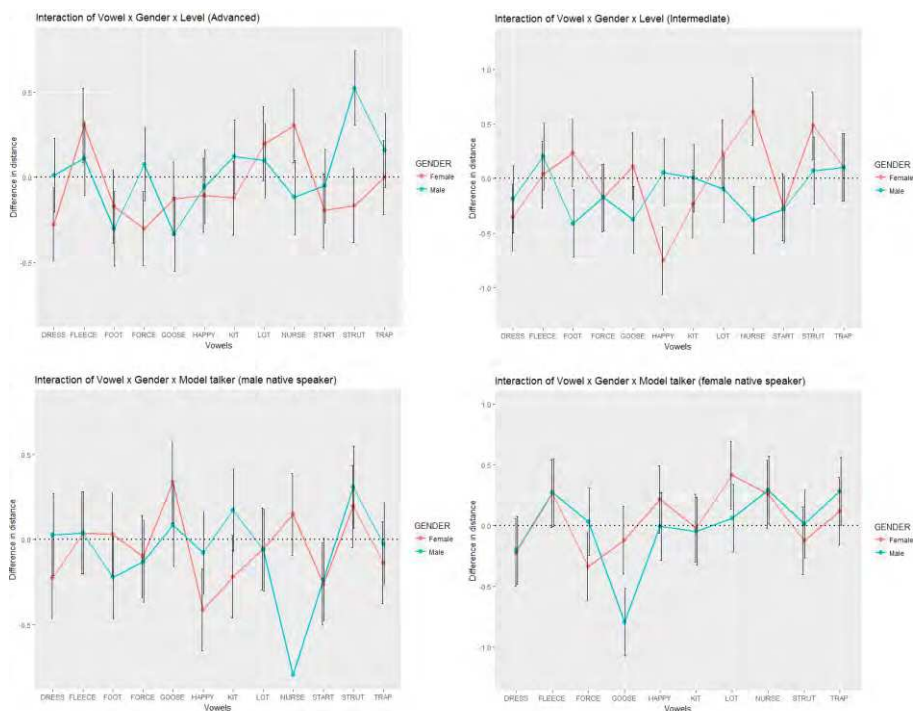 Interaction of Vowel x Gender x Level (Advanced)
0.5
0.0
-0.5
Difference in distance
DRESS FLEECE FOOT FORCE GOOSE HAPPY KIT LOT NURSE START STRUT TRAP
Vowels
GENDER
Female
Male
Interaction of Vowel x Gender x Level (Intermediate)
1.0
0.5
0.0
-0.5
-1.0
Difference in distance
DRESS FLEECE FOOT FORCE GOOSE HAPPY KIT LOT NURSE START STRUT TRAP
Vowels
GENDER
Female
Male
Interaction of Vowel x Gender x Model talker (male native speaker)
0.5
0.0
-0.5
Difference in distance
DRESS FLEECE FOOT FORCE GOOSE HAPPY KIT LOT NURSE START STRUT TRAP
Vowels
GENDER
Female
Male
Interaction of Vowel x Gender x Model talker (female native speaker)
1.0
0.5
0.0
-0.5
-1.0
Difference in distance
DRESS FLEECE FORCE GOOSE HAPPY KIT LOT NURSE STRUT TRAP
Vowels
GENDER
Female
Male